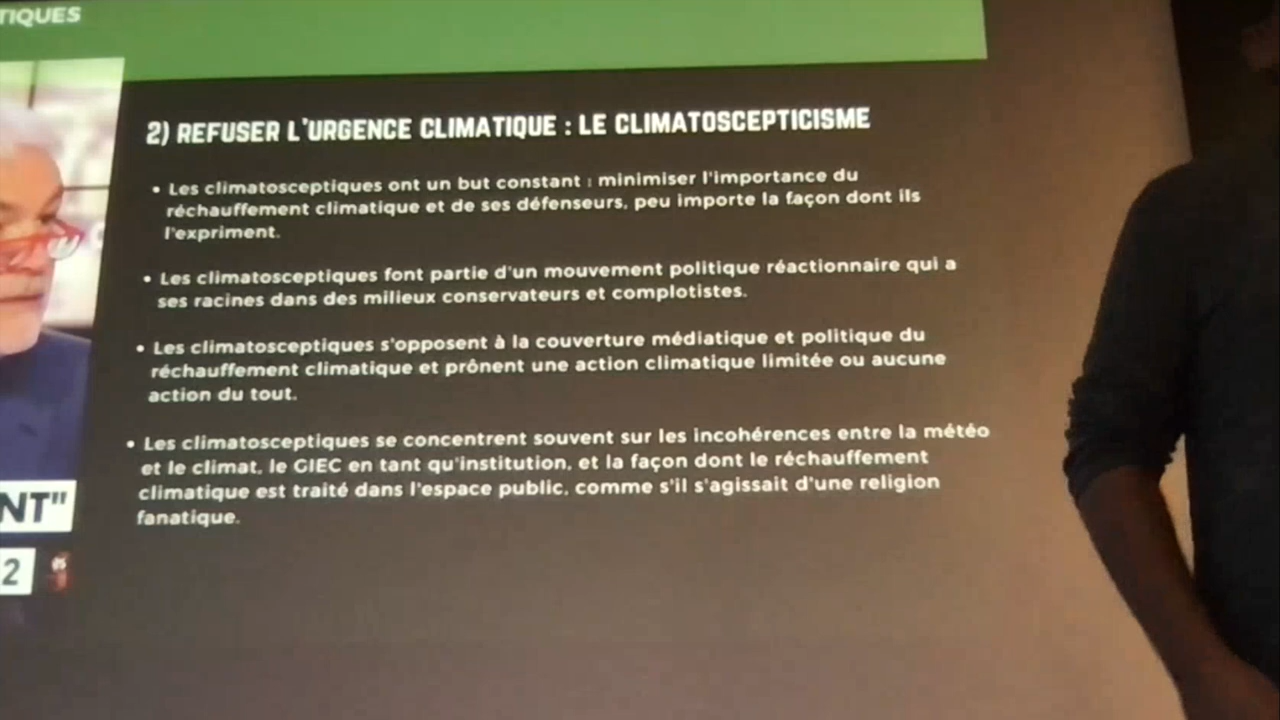 TIQUES
2) REFUSER L'URGENCE CLIMATIQUE : LE CLIMATOSCEPTICISME
• Les climatosceptiques ont un but constant : minimiser l'importance du
réchauffement climatique et de ses défenseurs, peu importe la façon dont ils
l'expriment.
• Les climatosceptiques font partie d'un mouvement politique réactionnaire qui a
ses racines dans des milieux conservateurs et complotistes.
• Les climatosceptiques s'opposent à la couverture médiatique et politique du
réchauffement climatique et prônent une action climatique limitée ou aucune
action du tout.
• Les climatosceptiques se concentrent souvent sur les incohérences entre la météo
et le climat, le GIEC en tant qu'institution, et la façon dont le réchauffement
climatique est traité dans l'espace public, comme s'il s'agissait d'une religion
fanatique.
NT"
2